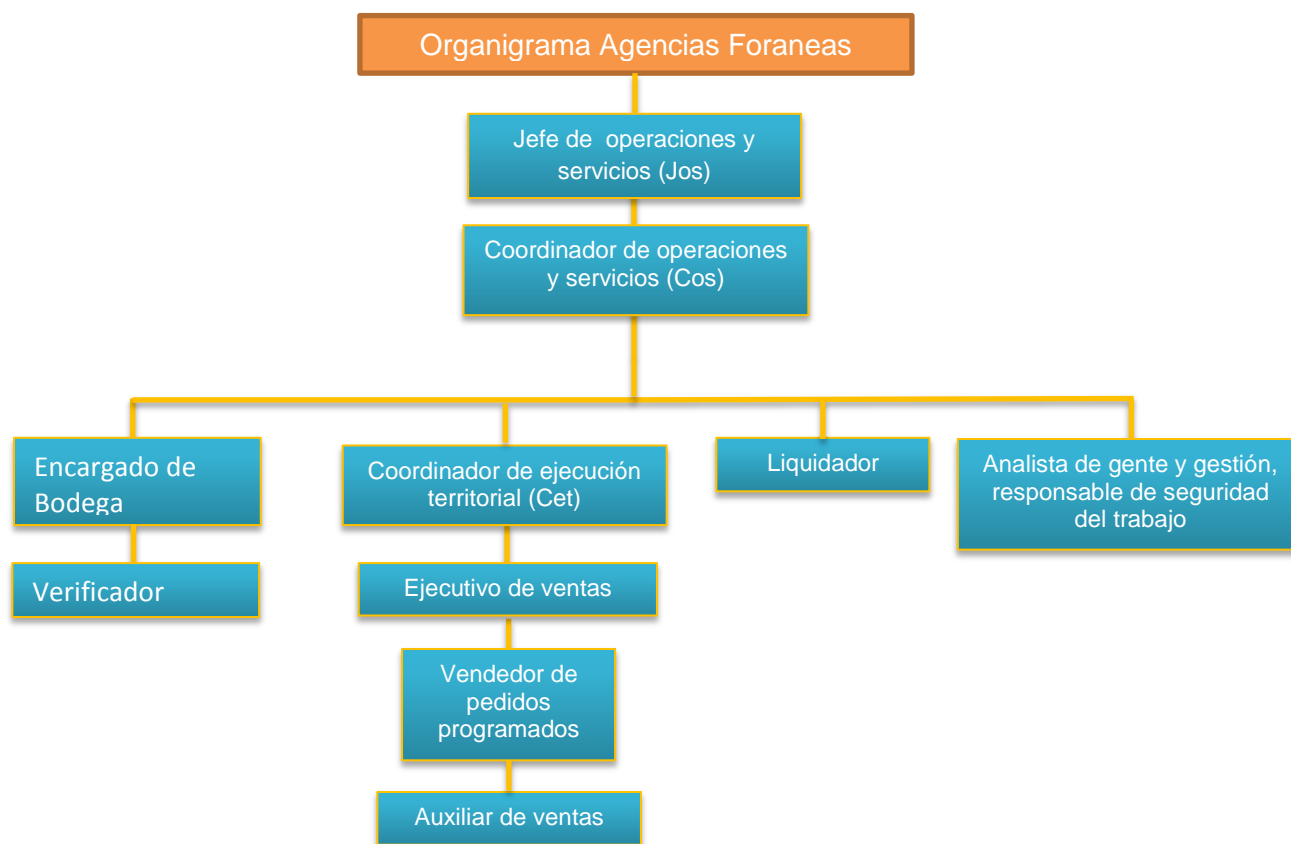 Organigrama Agencias Foraneas
Jefe de operaciones y
servicios (Jos)
Coordinador de operaciones
y servicios (Cos)
Encargado de
Bodega
Verificador
Coordinador de ejecución
territorial (Cet)
Ejecutivo de ventas
Vendedor de
pedidos
programados
Auxiliar de ventas
Liquidador
Analista de gente y gestión,
responsable de seguridad
del trabajo